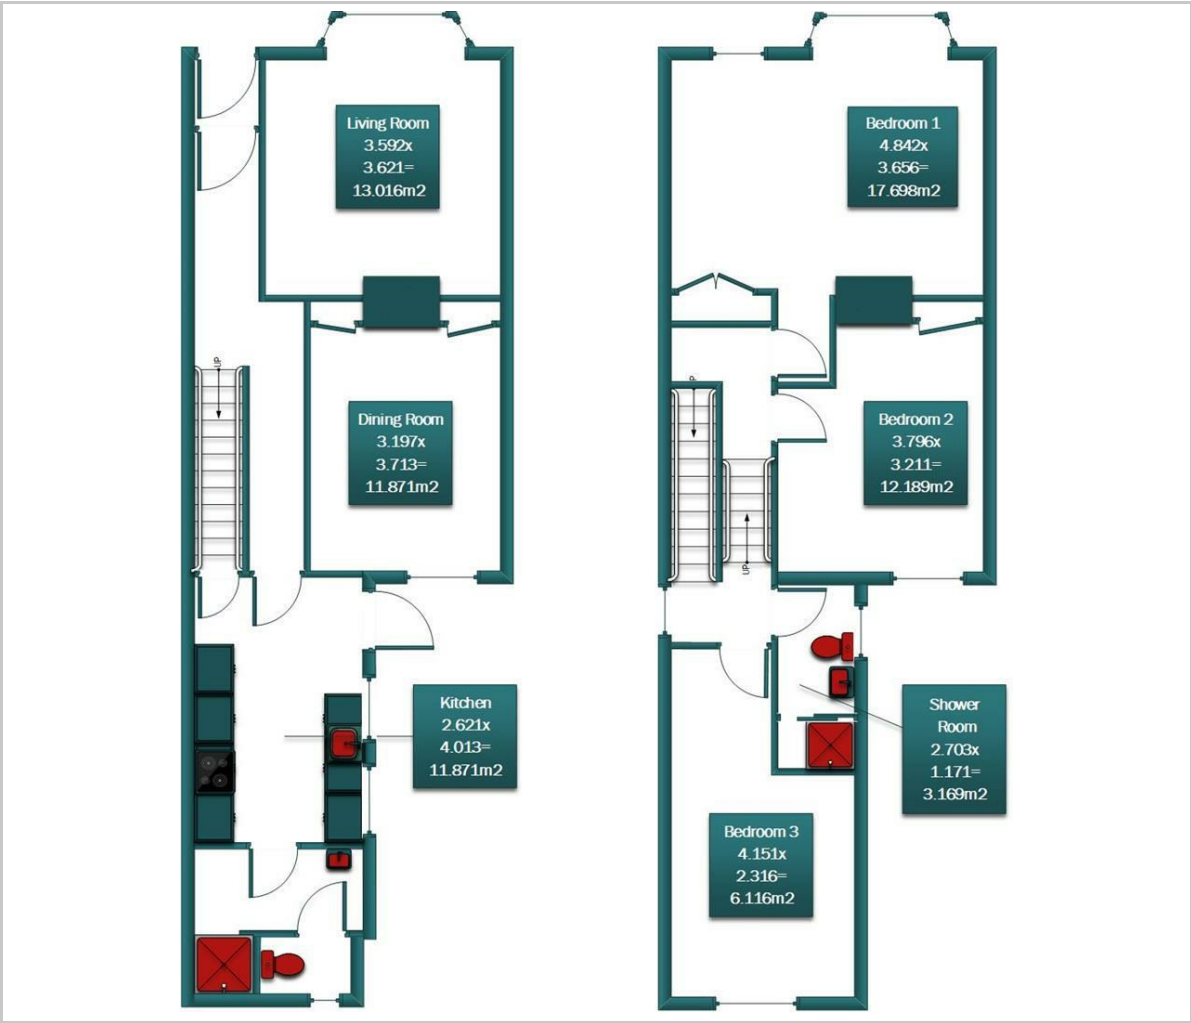 Living Room
3.592x
3.621=
13.016m2
UP
Dining Room
3.197x
3.713=
11.871m2
Kitchen
2.621x
4.013=
11.871m2
Bedroom 1
4.842x
3.656=
17.698m2
P
Bedroom 2
3.796x
3.211=
12.189m2
UP
Shower
Room
2.703x
1.171=
3.169m2
Bedroom 3
4.151x
2.316=
6.116m2